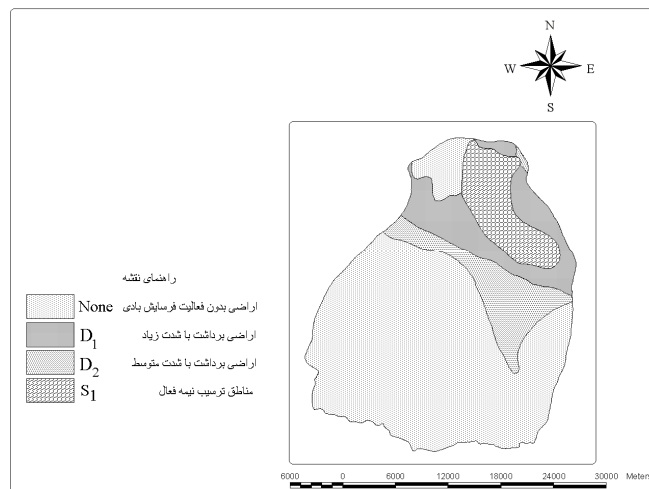 N
W E
S
راهنمای نقشه
None اراضی بدون فعالیت فرسایش بادی
D1 اراضی برداشت با شدت زیاد
D2 اراضی برداشت با شدت متوسط
S1 مناطق ترسیب نیمه فعال
6000 0 6000 12000 18000 24000 30000 Meters